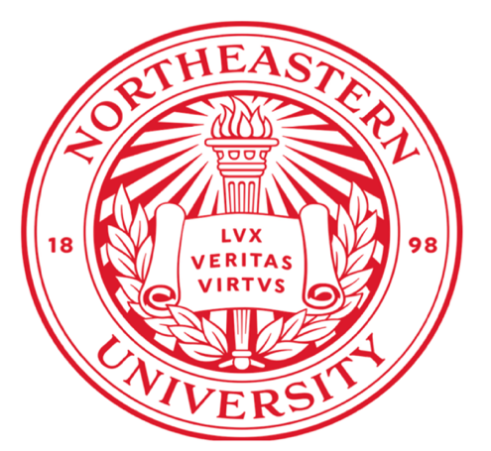 NORTHEASTERN
18 98
LVX
VERITAS
VIRTVS
UNIVERSITY